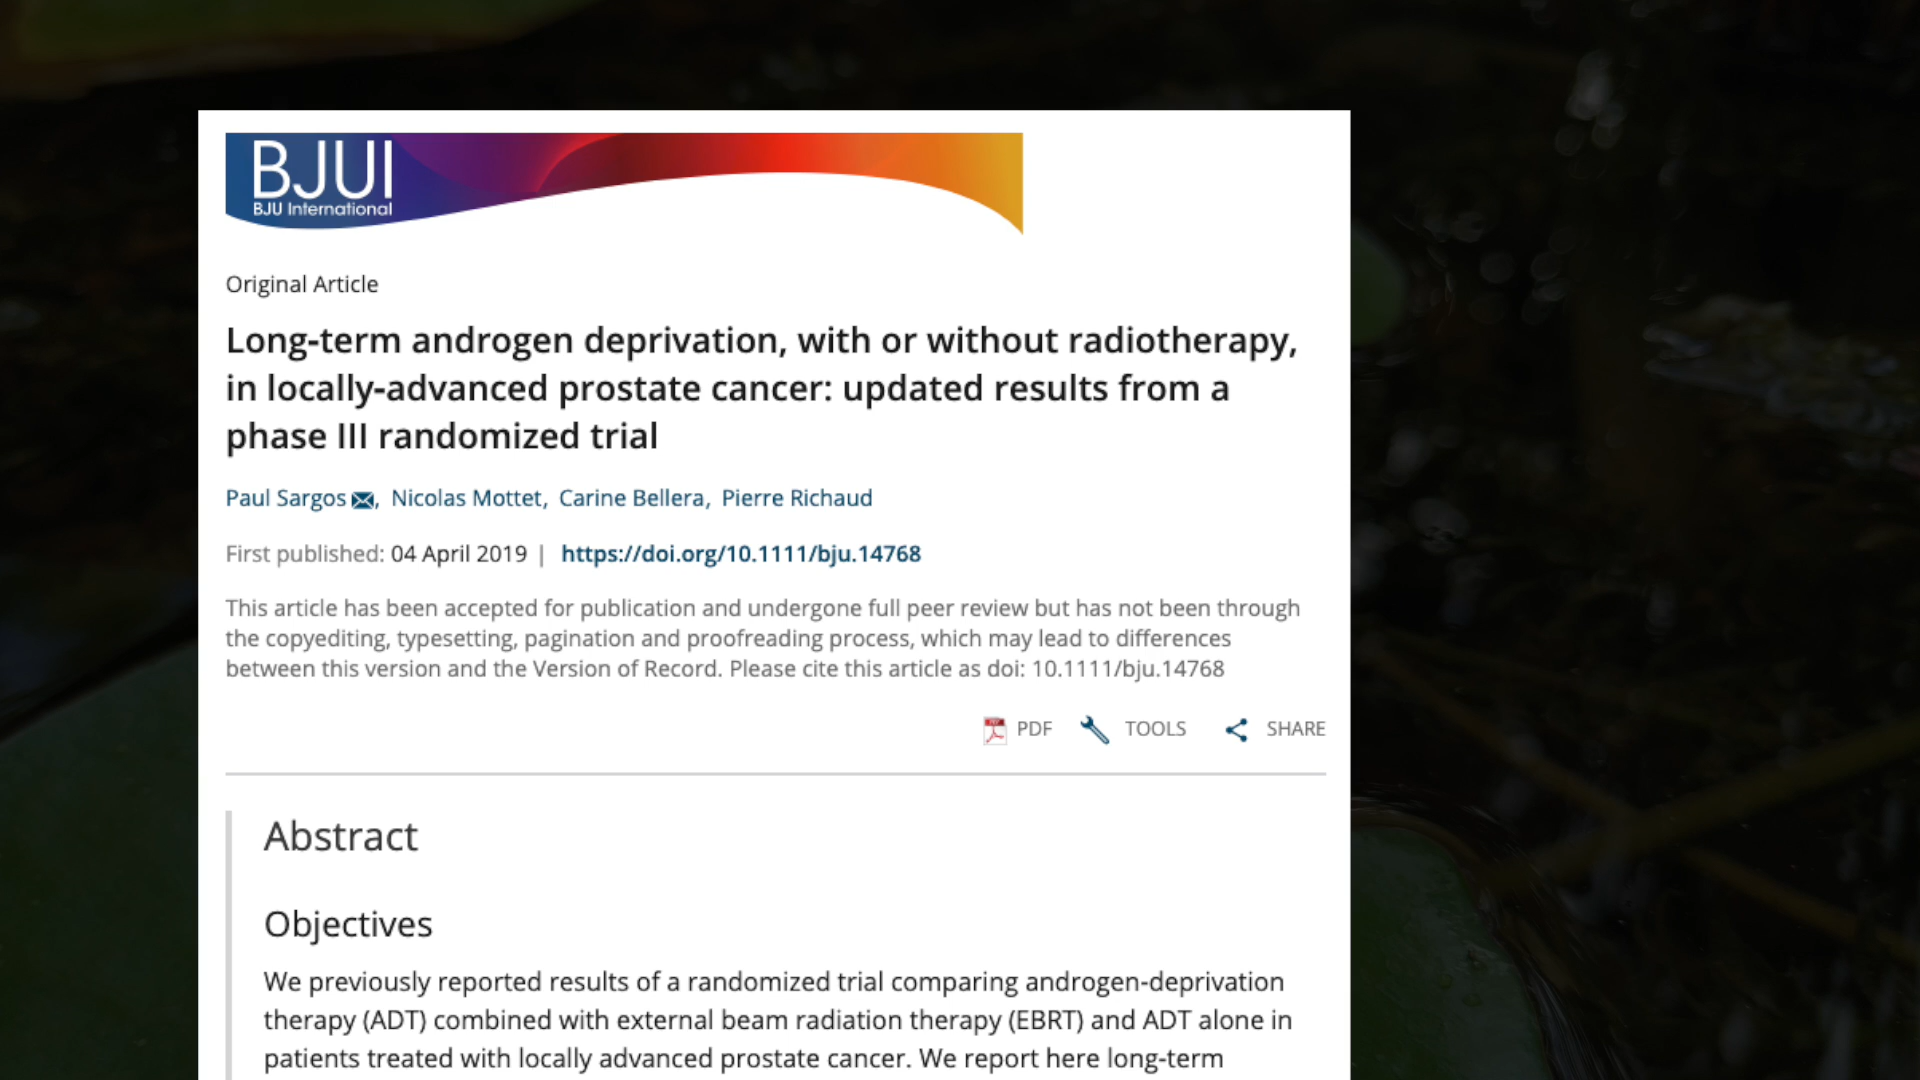 BJUI
BJU International
Original Article
Long-term androgen deprivation, with or without radiotherapy,
in locally-advanced prostate cancer: updated results from a
phase III randomized trial
Paul Sargos, Nicolas Mottet, Carine Bellera, Pierre Richaud
First published: 04 April 2019 | https://doi.org/10.1111/bju.14768
This article has been accepted for publication and undergone full peer review but has not been through
the copyediting, typesetting, pagination and proofreading process, which may lead to differences
between this version and the Version of Record. Please cite this article as doi: 10.1111/bju.14768
PDF TOOLS SHARE
Abstract
Objectives
We previously reported results of a randomized trial comparing androgen-deprivation
therapy (ADT) combined with external beam radiation therapy (EBRT) and ADT alone in
patients treated with locally advanced prostate cancer. We report here long-term